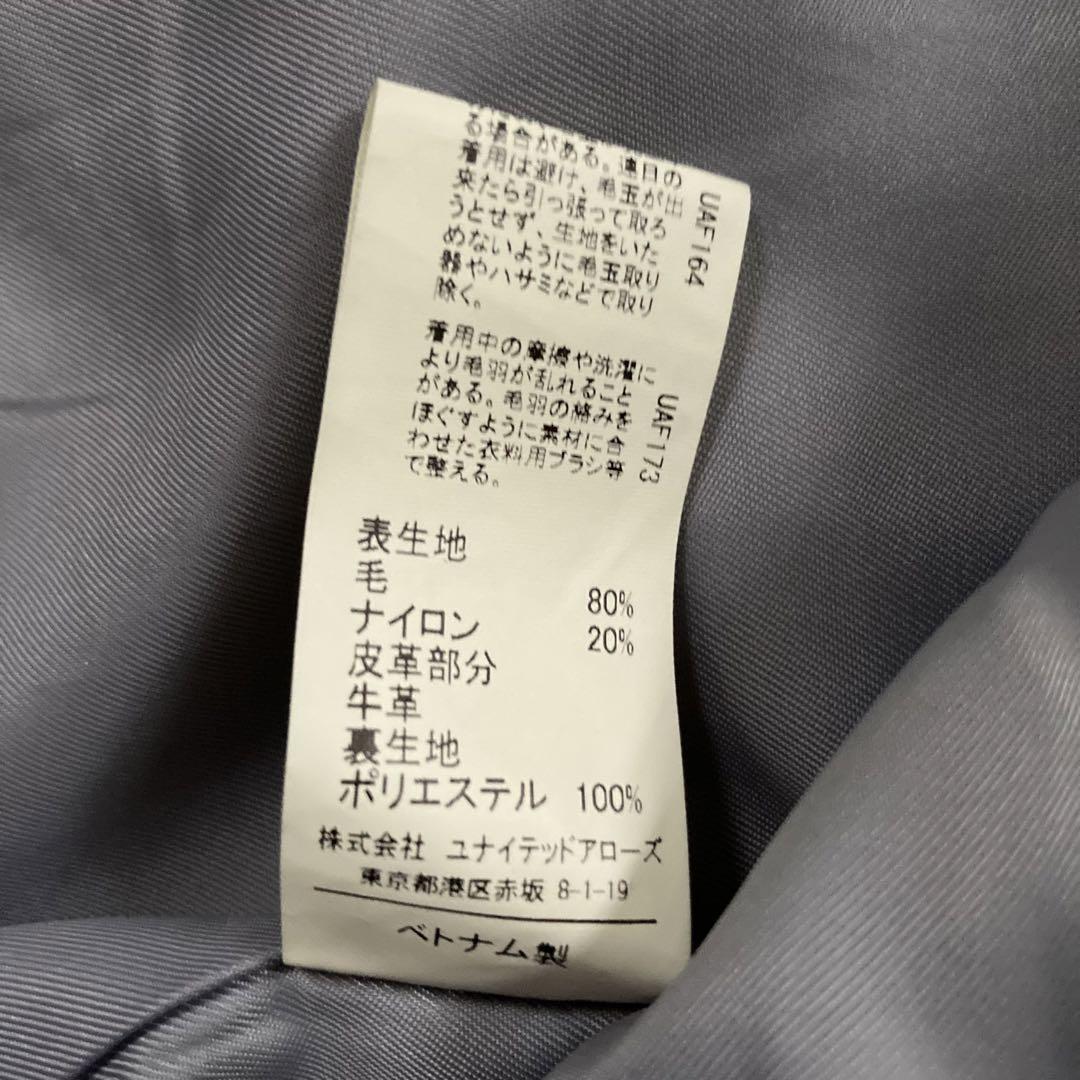 る場合がある。連日の
着用は避け、毛玉が出
来たら引っ張って取ろ
うとせず、生地をいた
めないように毛玉取り
器やハサミなどで取り
除く。
UAF164
着用中の摩擦や洗濯に
より毛羽が乱れること
がある。毛羽の絡みを
ほぐすように素材に合
わせた衣料用ブラシ等
で整える。
UAF173
表生地
毛 80%
ナイロン 20%
皮革部分
牛革
裏生地
ポリエステル 100%
株式会社 ユナイテッドアローズ
東京都港区赤坂 8-1-19
ベトナム製